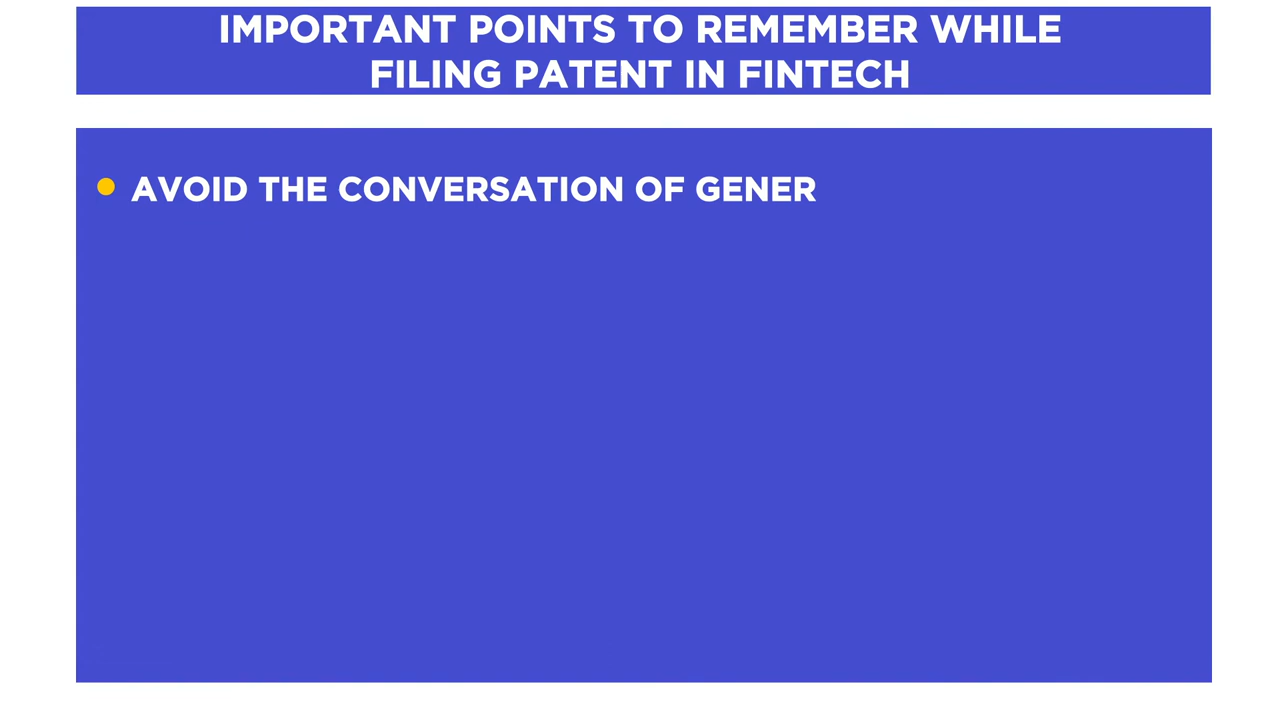 IMPORTANT POINTS TO REMEMBER WHILE
FILING PATENT IN FINTECH
AVOID THE CONVERSATION OF GENER